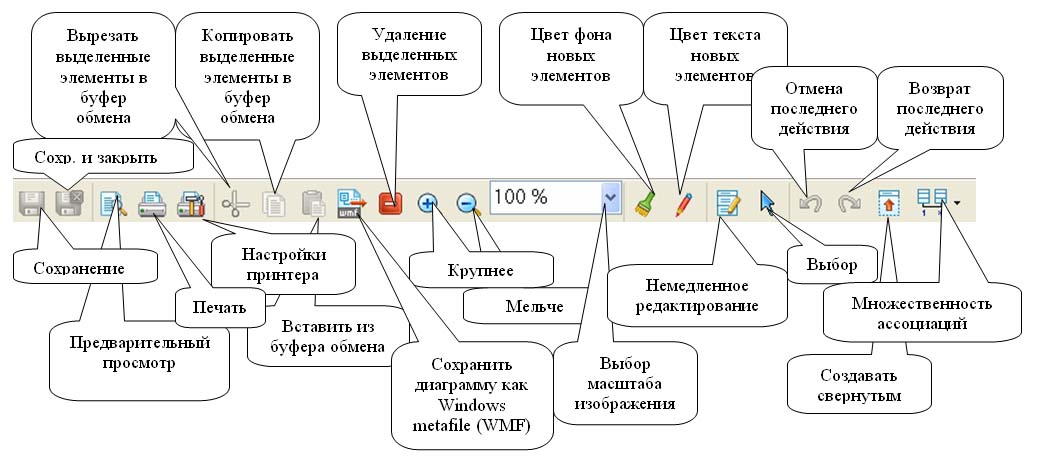 Вырезать
выделенные
элементы в
буфер
обмена
Копировать
выделенные
элементы в
буфер
обмена
Удаление
выделенных
элементов
Цвет фона
новых
элементов
Цвет текста
новых
элементов
Отмена
последнего
действия
Возврат
последнего
действия
Сохр. и закрыть
100 %
wmf
Сохранение
Настройки
принтера
Крупнее
Выбор
Немедленное
редактирование
Печать
Мельче
Множественность
ассоциаций
Предварительный
просмотр
Вставить из
буфера обмена
Сохранить
диаграмму как
Windows
metafile (WMF)
Выбор
масштаба
изображения
Создавать
свернутым